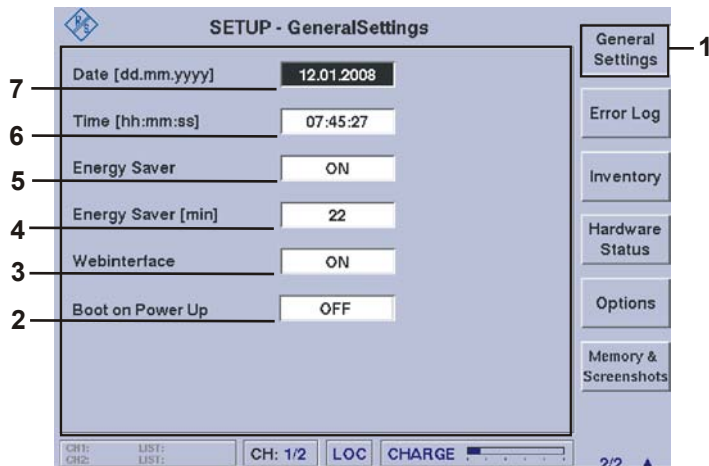 R/S
SETUP - GeneralSettings
General
Settings
1
Date [dd.mm.yyyy]
12.01.2008
7
Time [hh:mm:ss]
07:45:27
Error Log
6
Energy Saver
ON
Inventory
5
Energy Saver [min]
22
4
Hardware
Status
Webinterface
ON
3
Boot on Power Up
OFF
Options
2
Memory &
Screenshots
CH1: LIST:
CH2: LIST:
CH: 1/2
LOC
CHARGE
2/2